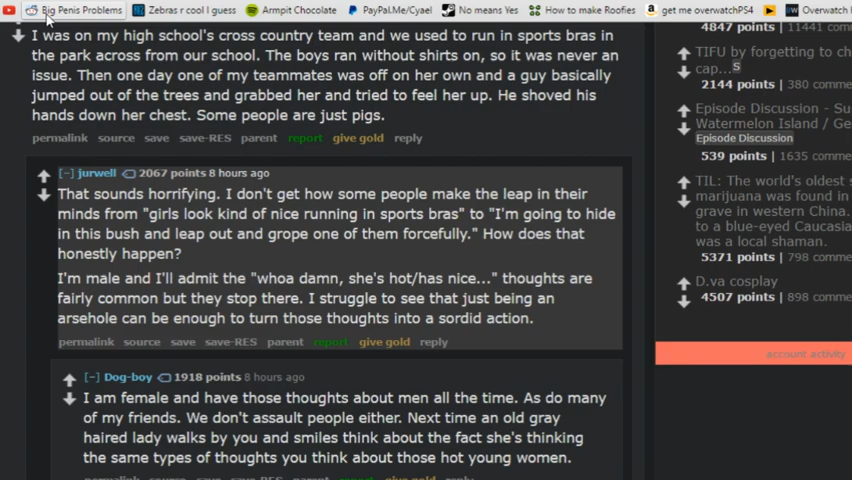 Big Penis Problems
Zebras r cool I guess
Armpit Chocolate
PayPal.Me/Cyael
No means Yes
How to make Roofies
get me overwatchPS4
Overwatch
I was on my high school's cross country team and we used to run in sports bras in
the park across from our school. The boys ran without shirts on, so it was never an
issue. Then one day one of my teammates was off on her own and a guy basically
jumped out of the trees and grabbed her and tried to feel her up. He shoved his
hands down her chest. Some people are just pigs.
permalink source save save-RES parent report give gold reply
[-] jurwell 2067 points 8 hours ago
That sounds horrifying. I don't get how some people make the leap in their
minds from "girls look kind of nice running in sports bras" to "I'm going to hide
in this bush and leap out and grope one of them forcefully." How does that
honestly happen?
I'm male and I'll admit the "whoa damn, she's hot/has nice..." thoughts are
fairly common but they stop there. I struggle to see that just being an
arsehole can be enough to turn those thoughts into a sordid action.
permalink source save save-RES parent report give gold reply
[-] Dog-boy 1918 points 8 hours ago
I am female and have those thoughts about men all the time. As do many
of my friends. We don't assault people either. Next time an old gray
haired lady walks by you and smiles think about the fact she's thinking
the same types of thoughts you think about those hot young women.
4847 points | 11441 com
TIFU by forgetting to ch
cap... S
2144 points | 380 comme
Episode Discussion - Su
Watermelon Island / Ge
Episode Discussion
539 points | 1635 comme
TIL: The world's oldest s
marijuana was found in
grave in western China.
to a blue-eyed Caucasia
was a local shaman.
5371 points | 798 comme
D.va cosplay
4507 points | 898 comme
account activity